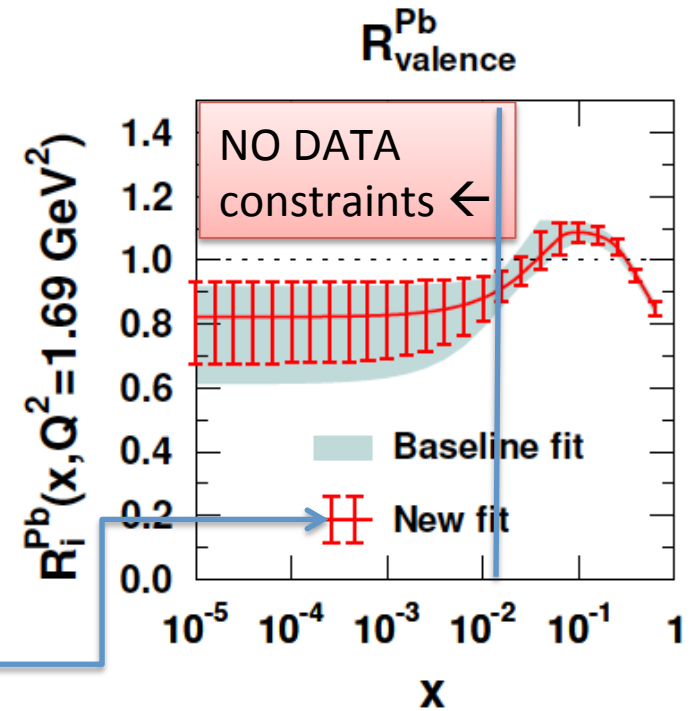 R^Pb_valence
R_i^Pb(x,Q²=1.69 GeV²)
1.4
1.2
1.0
0.8
0.6
0.4
0.2
0.0
NO DATA
constraints ←
Baseline fit
New fit
10⁻⁵ 10⁻⁴ 10⁻³ 10⁻² 10⁻¹ 1
x